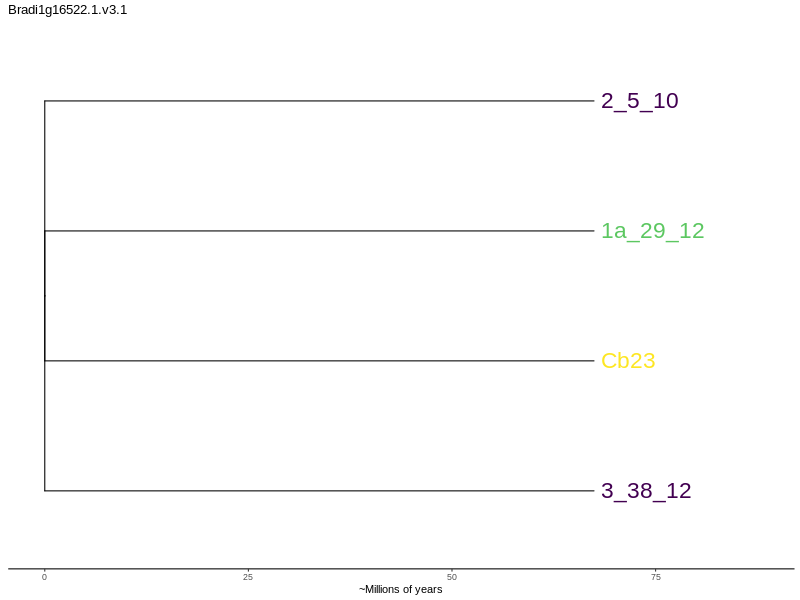 Bradi1g16522.1.v3.1
2_5_10
1a_29_12
Cb23
3_38_12
0 25 50 75
~Millions of years